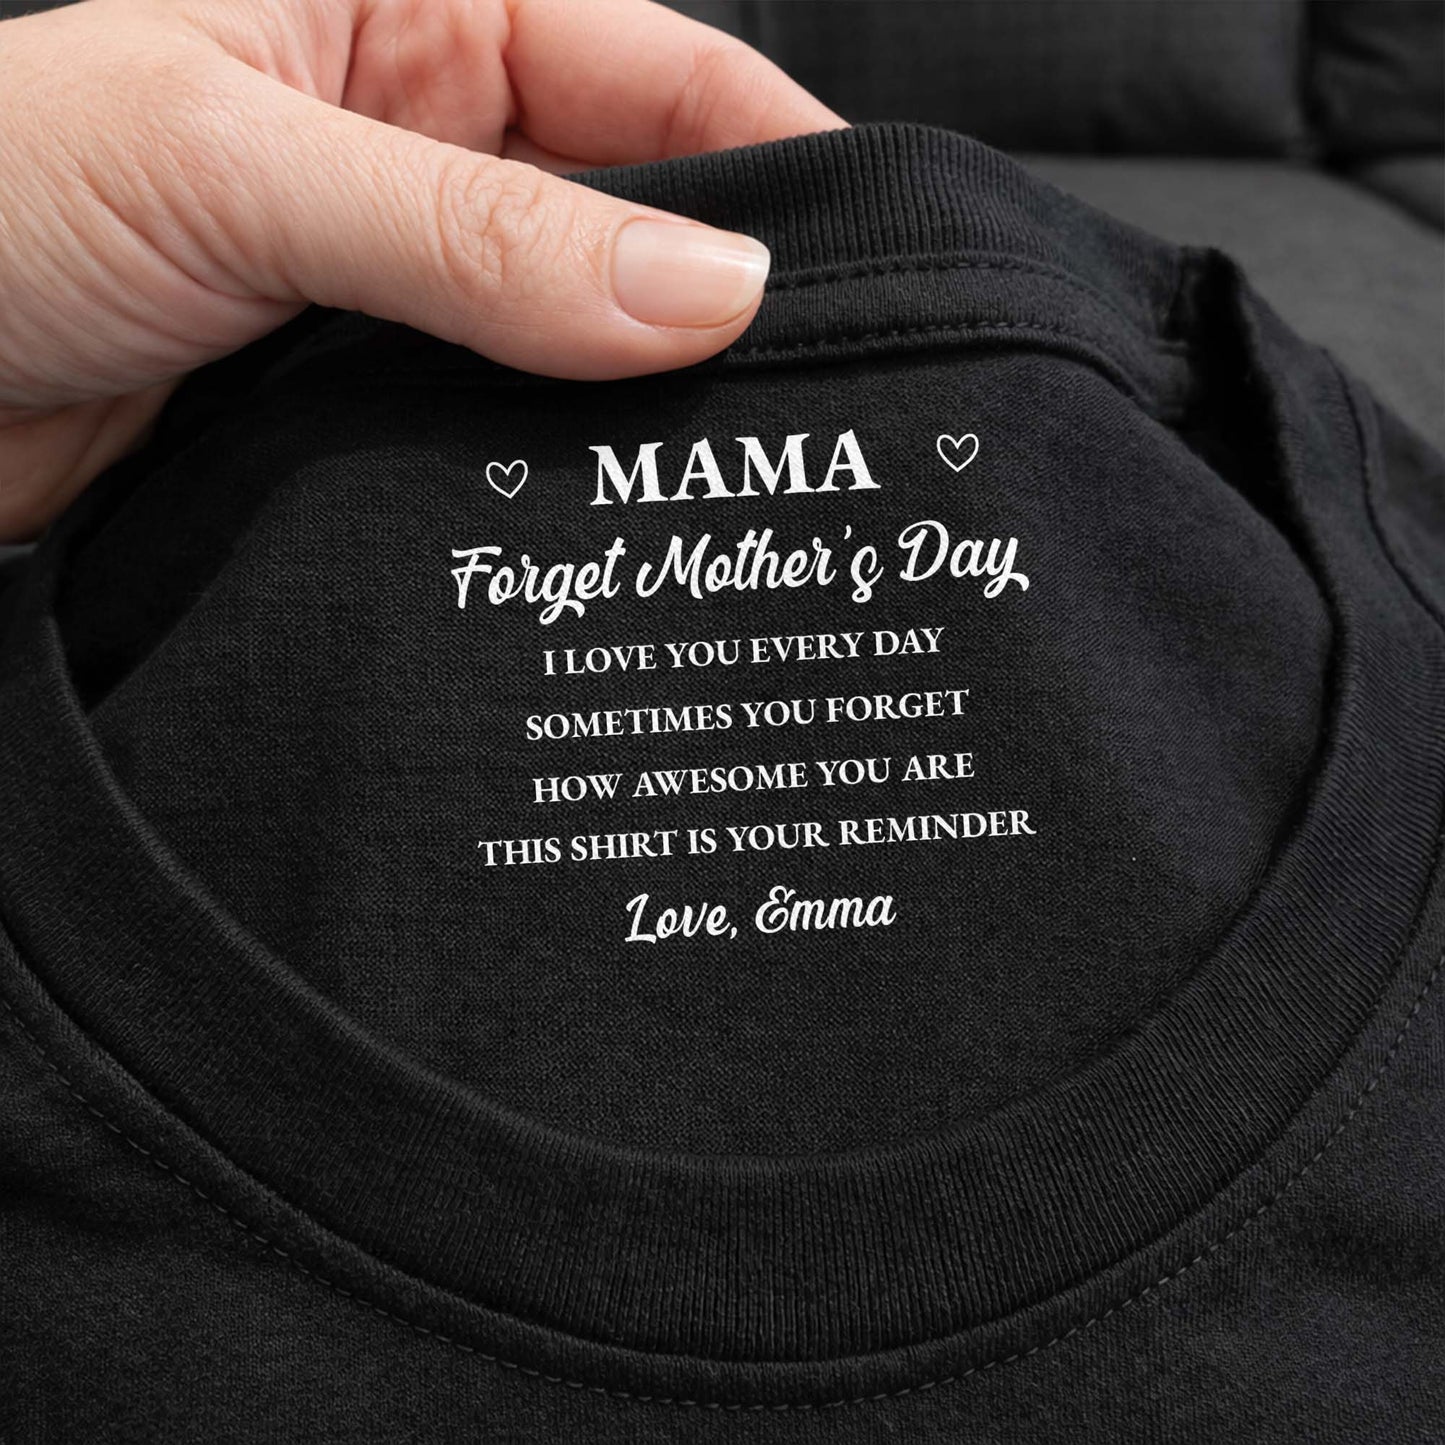 MAMA
Forget Mother's Day
I LOVE YOU EVERY DAY
SOMETIMES YOU FORGET
HOW AWESOME YOU ARE
THIS SHIRT IS YOUR REMINDER
Love, Emma